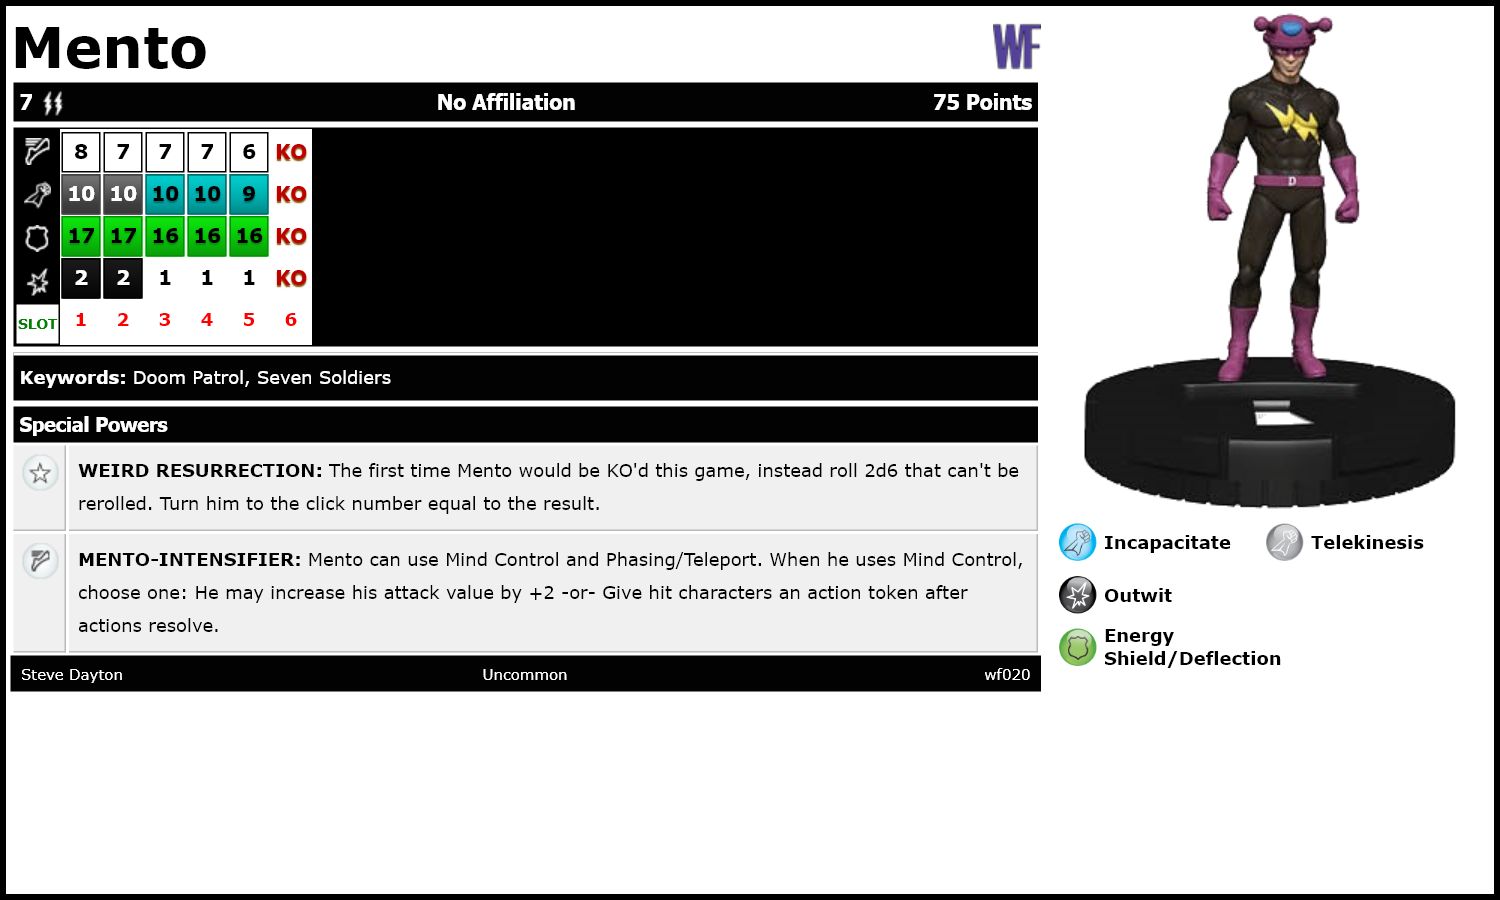 Mento
WF
7 No Affiliation 75 Points
8 7 7 7 6 KO
10 10 10 10 9 KO
17 17 16 16 16 KO
2 2 1 1 1 KO
SLOT 1 2 3 4 5 6
Keywords: Doom Patrol, Seven Soldiers
Special Powers
WEIRD RESURRECTION: The first time Mento would be KO'd this game, instead roll 2d6 that can't be
rerolled. Turn him to the click number equal to the result.
MENTO-INTENSIFIER: Mento can use Mind Control and Phasing/Teleport. When he uses Mind Control,
choose one: He may increase his attack value by +2 -or- Give hit characters an action token after
actions resolve.
Steve Dayton Uncommon wf020
D
Incapacitate Telekinesis
Outwit
Energy
Shield/Deflection